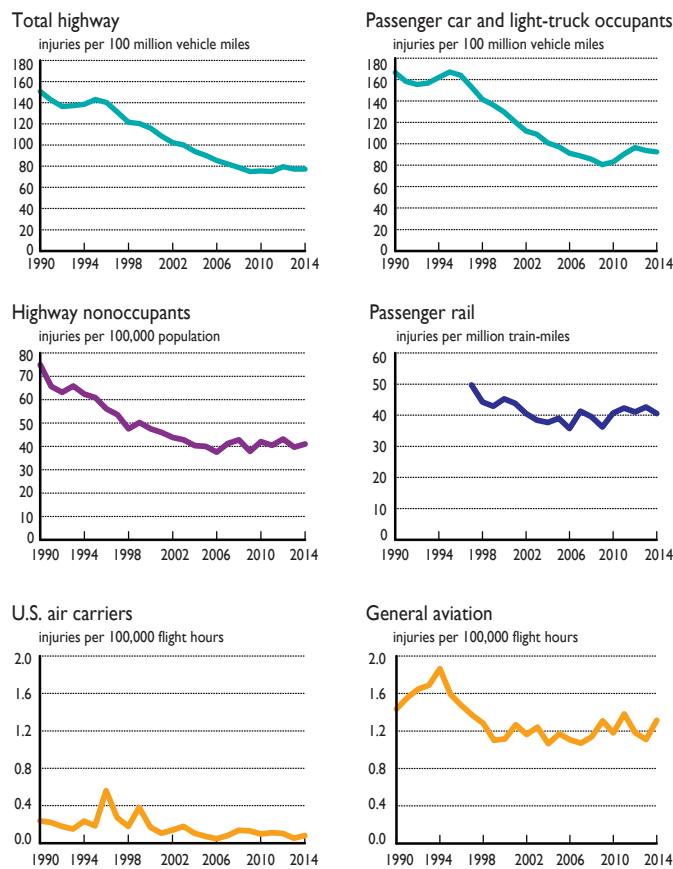 Total highway
injuries per 100 million vehicle miles
180
160
140
120
100
80
60
40
20
0
1990 1994 1998 2002 2006 2010 2014
Passenger car and light-truck occupants
injuries per 100 million vehicle miles
180
160
140
120
100
80
60
40
20
0
1990 1994 1998 2002 2006 2010 2014
Highway nonoccupants
injuries per 100,000 population
80
70
60
50
40
30
20
10
0
1990 1994 1998 2002 2006 2010 2014
Passenger rail
injuries per million train-miles
60
50
40
30
20
10
0
1990 1994 1998 2002 2006 2010 2014
U.S. air carriers
injuries per 100,000 flight hours
2.0
1.6
1.2
0.8
0.4
0.0
1990 1994 1998 2002 2006 2010 2014
General aviation
injuries per 100,000 flight hours
2.0
1.6
1.2
0.8
0.4
0.0
1990 1994 1998 2002 2006 2010 2014